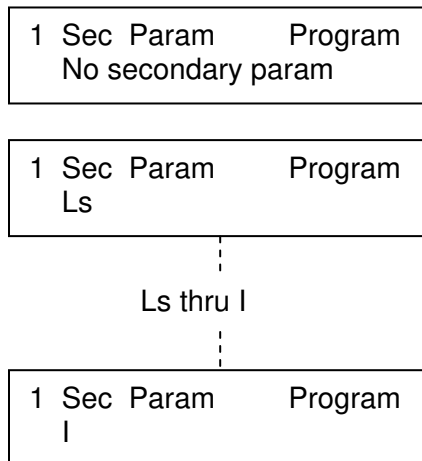 1 Sec Param Program
No secondary param
1 Sec Param Program
Ls
Ls thru I
1 Sec Param Program
I